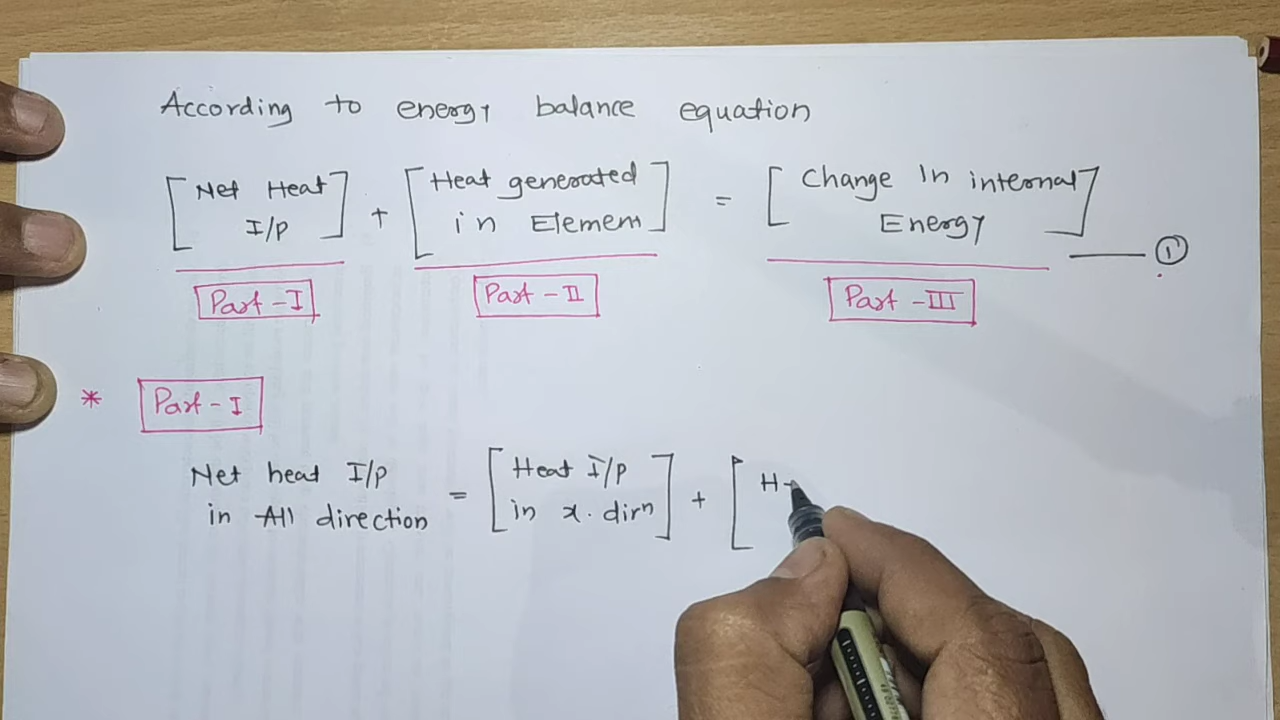 According to energy balance equation
[Net Heat I/P] + [Heat generated in Elemem] = [Change In internal Energy] —— ①
Part-I Part-II Part-III
* Part-I
Net heat I/P in All direction = [Heat I/P in x. dirn] + [H